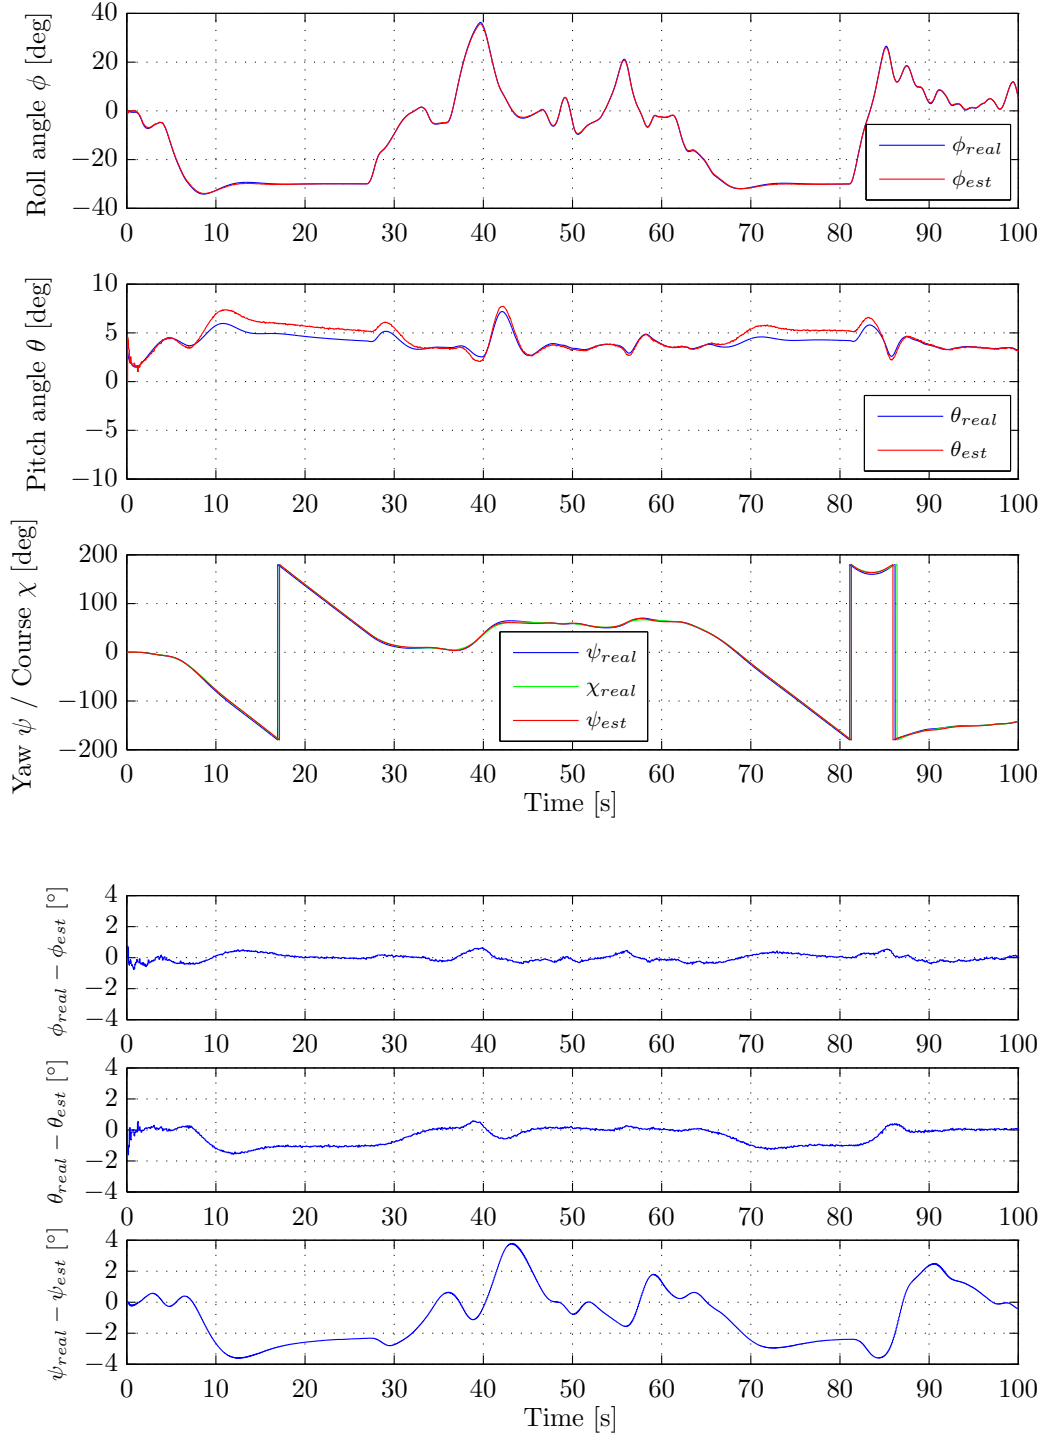 Roll angle ϕ [deg]
40
20
0
−20
−40
0 10 20 30 40 50 60 70 80 90 100
ϕreal
ϕest
Pitch angle θ [deg]
10
5
0
−5
−10
0 10 20 30 40 50 60 70 80 90 100
θreal
θest
Yaw ψ / Course χ [deg]
200
100
0
−100
−200
0 10 20 30 40 50 60 70 80 90 100
ψreal
χreal
ψest
Time [s]
ϕreal − ϕest [°]
4
2
0
−2
−4
0 10 20 30 40 50 60 70 80 90 100
θreal − θest [°]
4
2
0
−2
−4
0 10 20 30 40 50 60 70 80 90 100
ψreal − ψest [°]
4
2
0
−2
−4
0 10 20 30 40 50 60 70 80 90 100
Time [s]